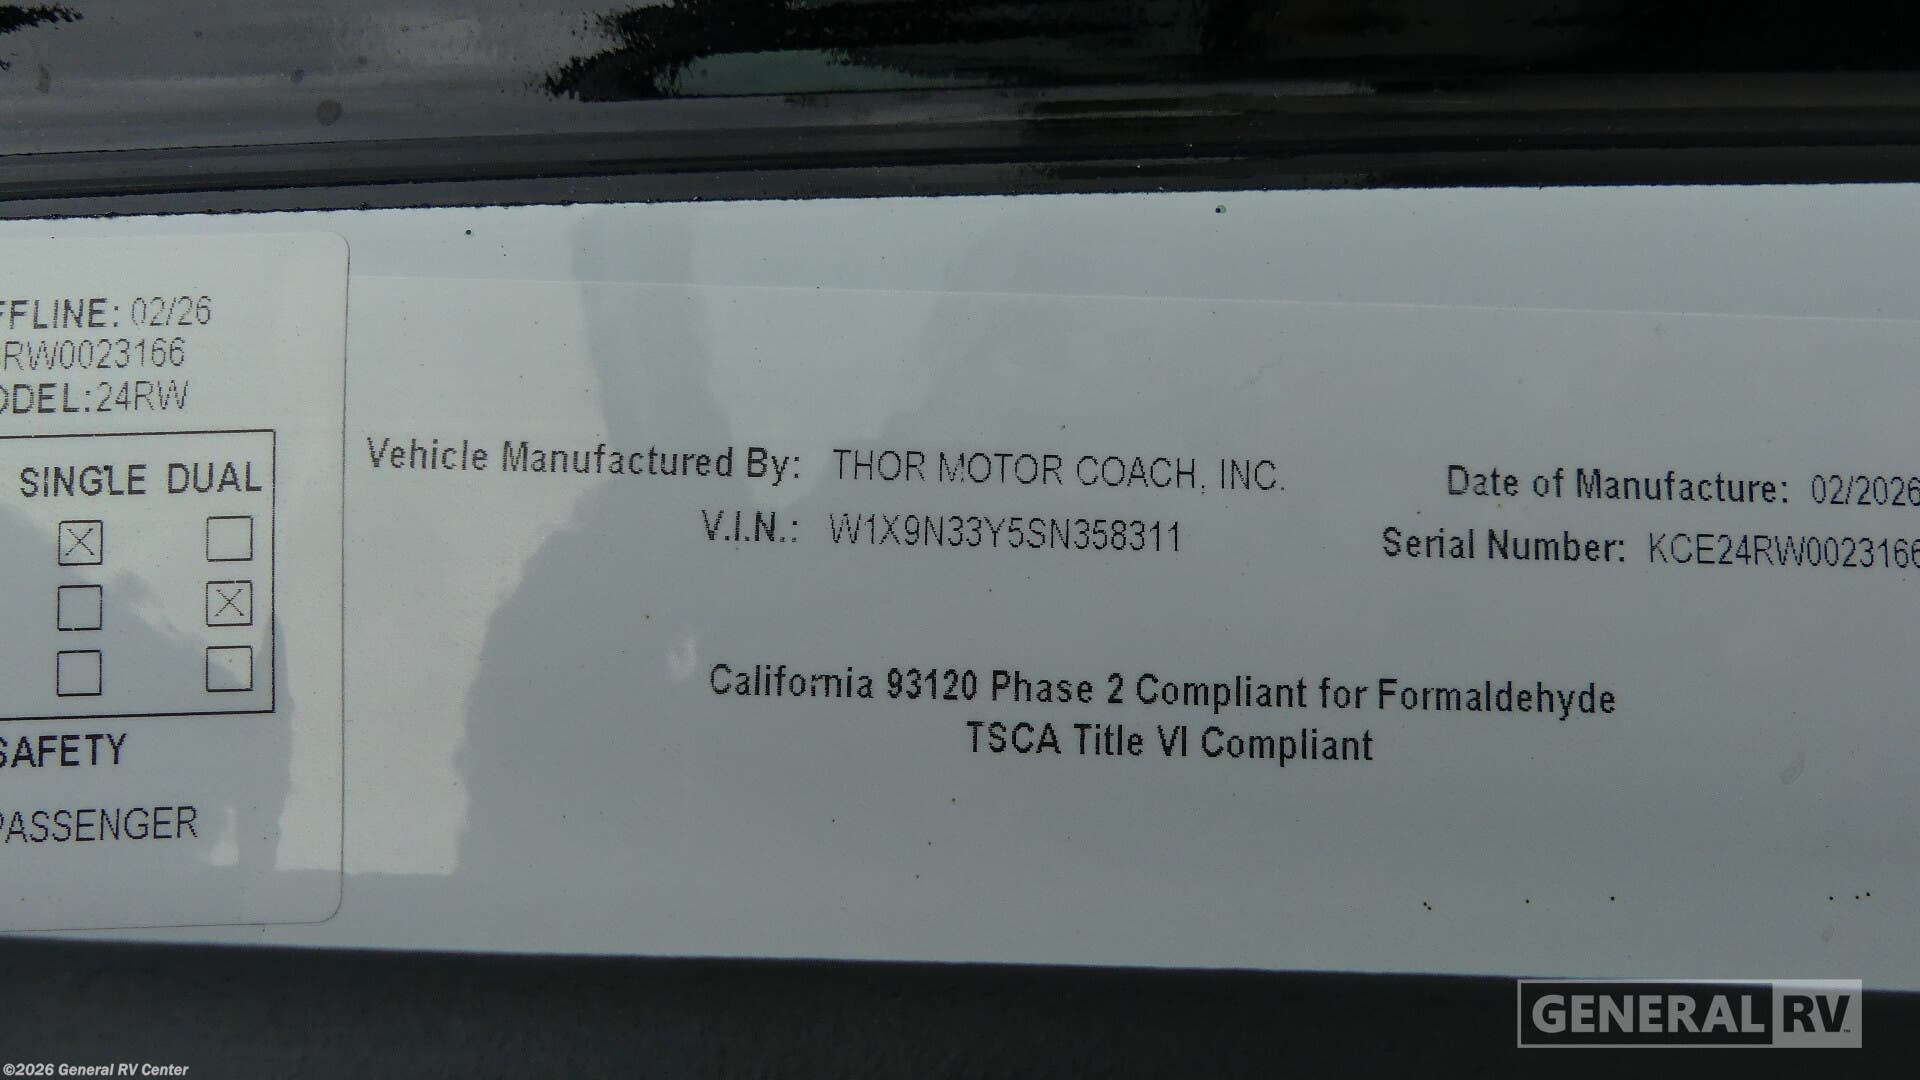 FFLINE: 02/26
RW0023166
ODEL:24RW
SINGLE DUAL
SAFETY
PASSENGER
Vehicle Manufactured By: THOR MOTOR COACH, INC.
V.I.N.: W1X9N33Y5SN358311
Date of Manufacture: 02/2026
Serial Number: KCE24RW0023166
California 93120 Phase 2 Compliant for Formaldehyde
TSCA Title VI Compliant
GENERAL RV
©2026 General RV Center